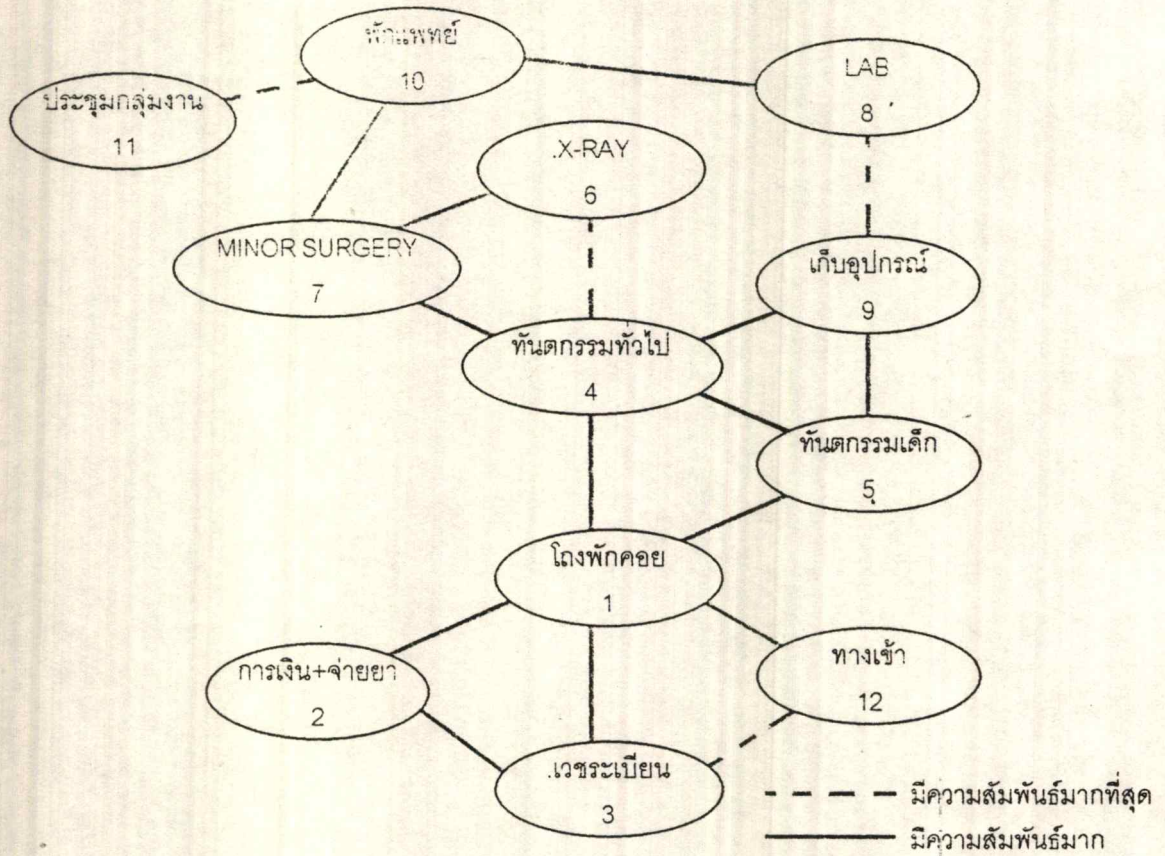 พักแพทย์
10
LAB
8
ประชุมกลุ่มงาน
11
.X-RAY
6
MINOR SURGERY
7
เก็บอุปกรณ์
9
ทันตกรรมทั่วไป
4
ทันตกรรมเด็ก
5
โถงพักคอย
1
การเงิน+จ่ายยา
2
ทางเข้า
12
.เวชระเบียน
3
มีความสัมพันธ์มากที่สุด
มีความสัมพันธ์มาก